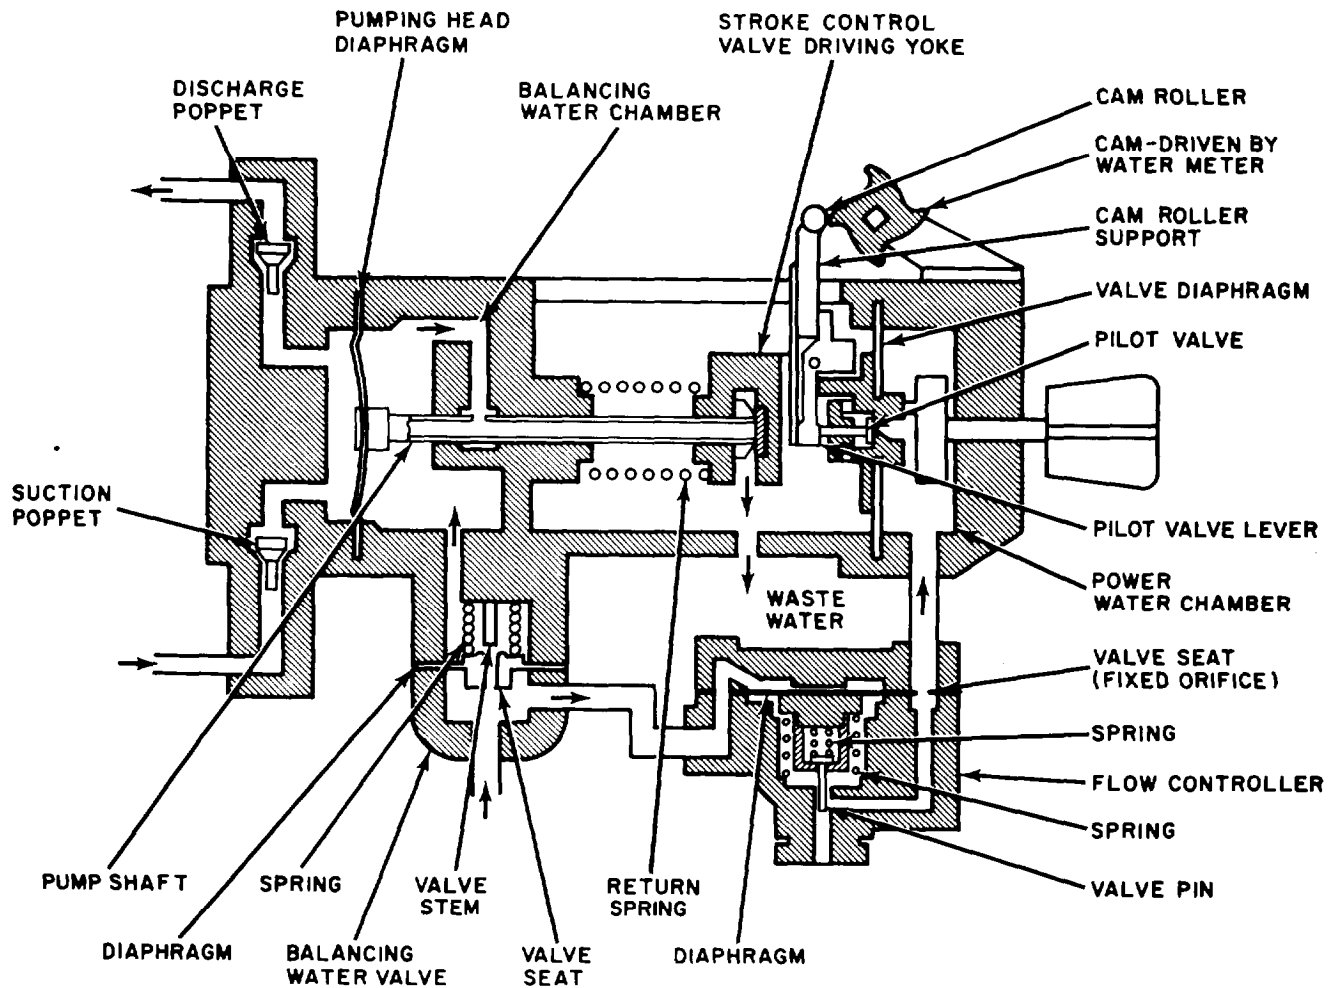 PUMPING HEAD
DIAPHRAGM
STROKE CONTROL
VALVE DRIVING YOKE
DISCHARGE
POPPET
BALANCING
WATER CHAMBER
CAM ROLLER
CAM-DRIVEN BY
WATER METER
CAM ROLLER
SUPPORT
VALVE DIAPHRAGM
PILOT VALVE
SUCTION
POPPET
PILOT VALVE LEVER
POWER
WATER CHAMBER
WASTE
WATER
VALVE SEAT
(FIXED ORIFICE)
SPRING
FLOW CONTROLLER
SPRING
VALVE PIN
PUMP SHAFT
SPRING
VALVE
STEM
RETURN
SPRING
DIAPHRAGM
BALANCING
WATER VALVE
VALVE
SEAT
DIAPHRAGM